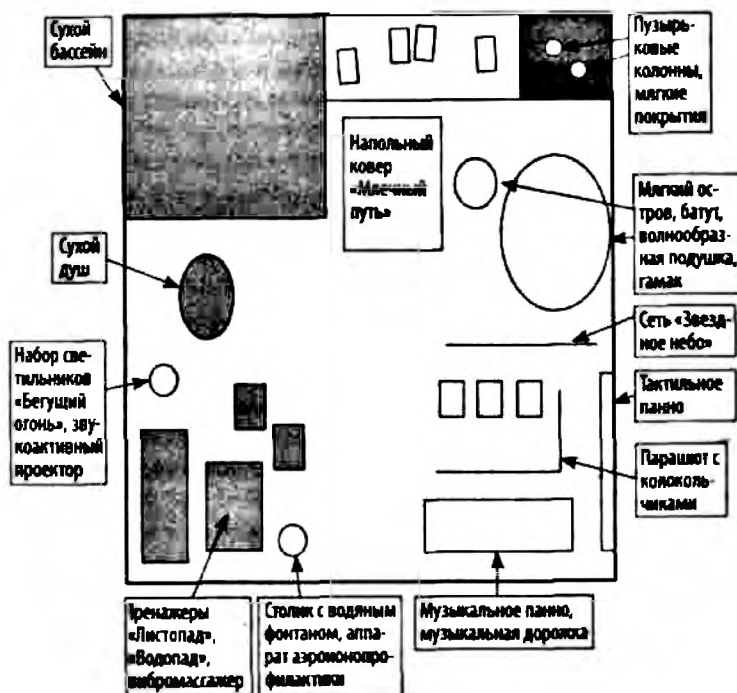 Сухой
бассейн
Пузырь-
ковые
колонны,
мягкие
покрытия
Напольный
ковер
«Млечный
путь»
Мягкий ос-
тров, батут,
волнообраз-
ная подушка,
гамак
Сухой
душ
Сеть «Звезд-
ное небо»
Набор све-
тильников
«Бегущий
огонь», зву-
коактивный
проектор
Тактильное
панно
Парашют с
колоколь-
чиками
Тренажеры
«Листопад»,
«Водопад»,
вибромассажер
Столик с водяным
фонтаном, аппа-
рат аэроионопро-
филактики
Музыкальное панно,
музыкальная дорожка